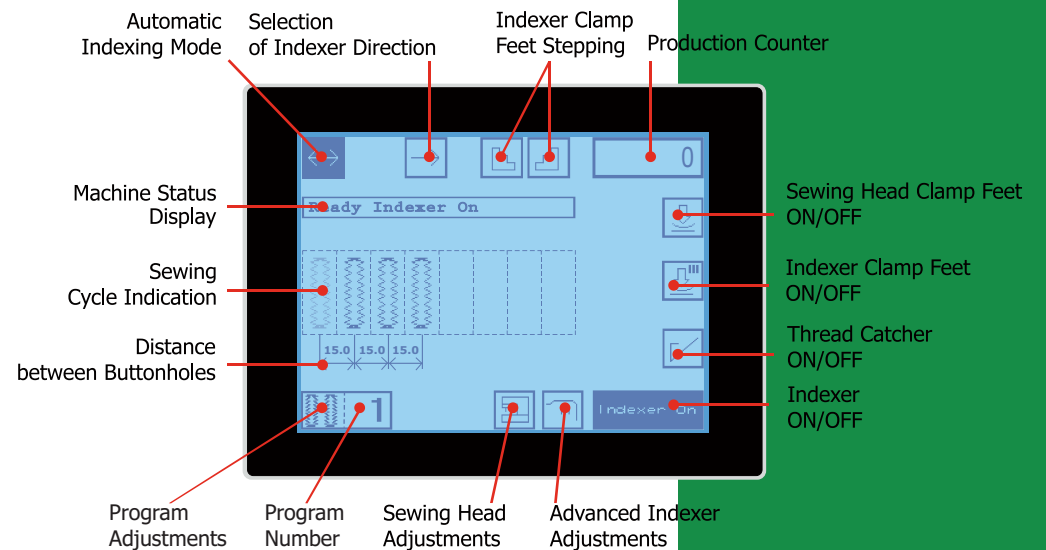 Automatic
Indexing Mode
Selection
of Indexer Direction
Indexer Clamp
Feet Stepping
Production Counter
0
Machine Status
Display
Ready Indexer On
Sewing Head Clamp Feet
ON/OFF
Sewing
Cycle Indication
Indexer Clamp Feet
ON/OFF
Distance
between Buttonholes
15.0 15.0 15.0
Thread Catcher
ON/OFF
1
Indexer On
Indexer
ON/OFF
Program
Adjustments
Program
Number
Sewing Head
Adjustments
Advanced Indexer
Adjustments